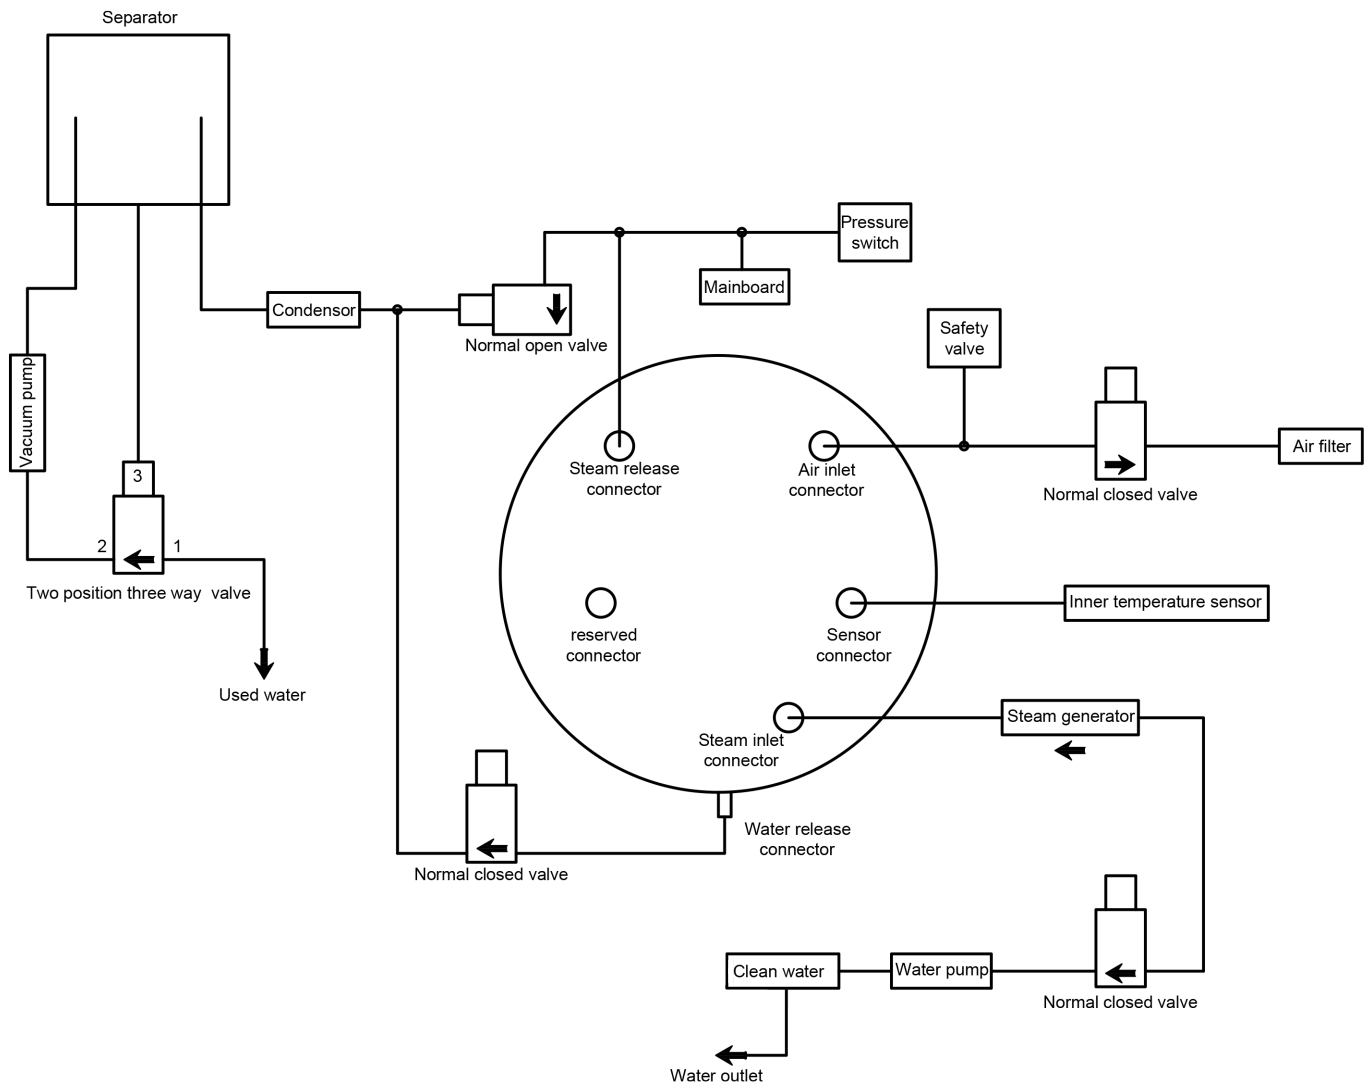 Separator
Pressure
switch
Mainboard
Condensor
Normal open valve
Safety
valve
Vacuum pump
Steam release
connector
Air inlet
connector
Air filter
Normal closed valve
3
2
1
Two position three way valve
Inner temperature sensor
reserved
connector
Sensor
connector
Used water
Steam generator
Steam inlet
connector
Water release
connector
Normal closed valve
Clean water
Water pump
Normal closed valve
Water outlet